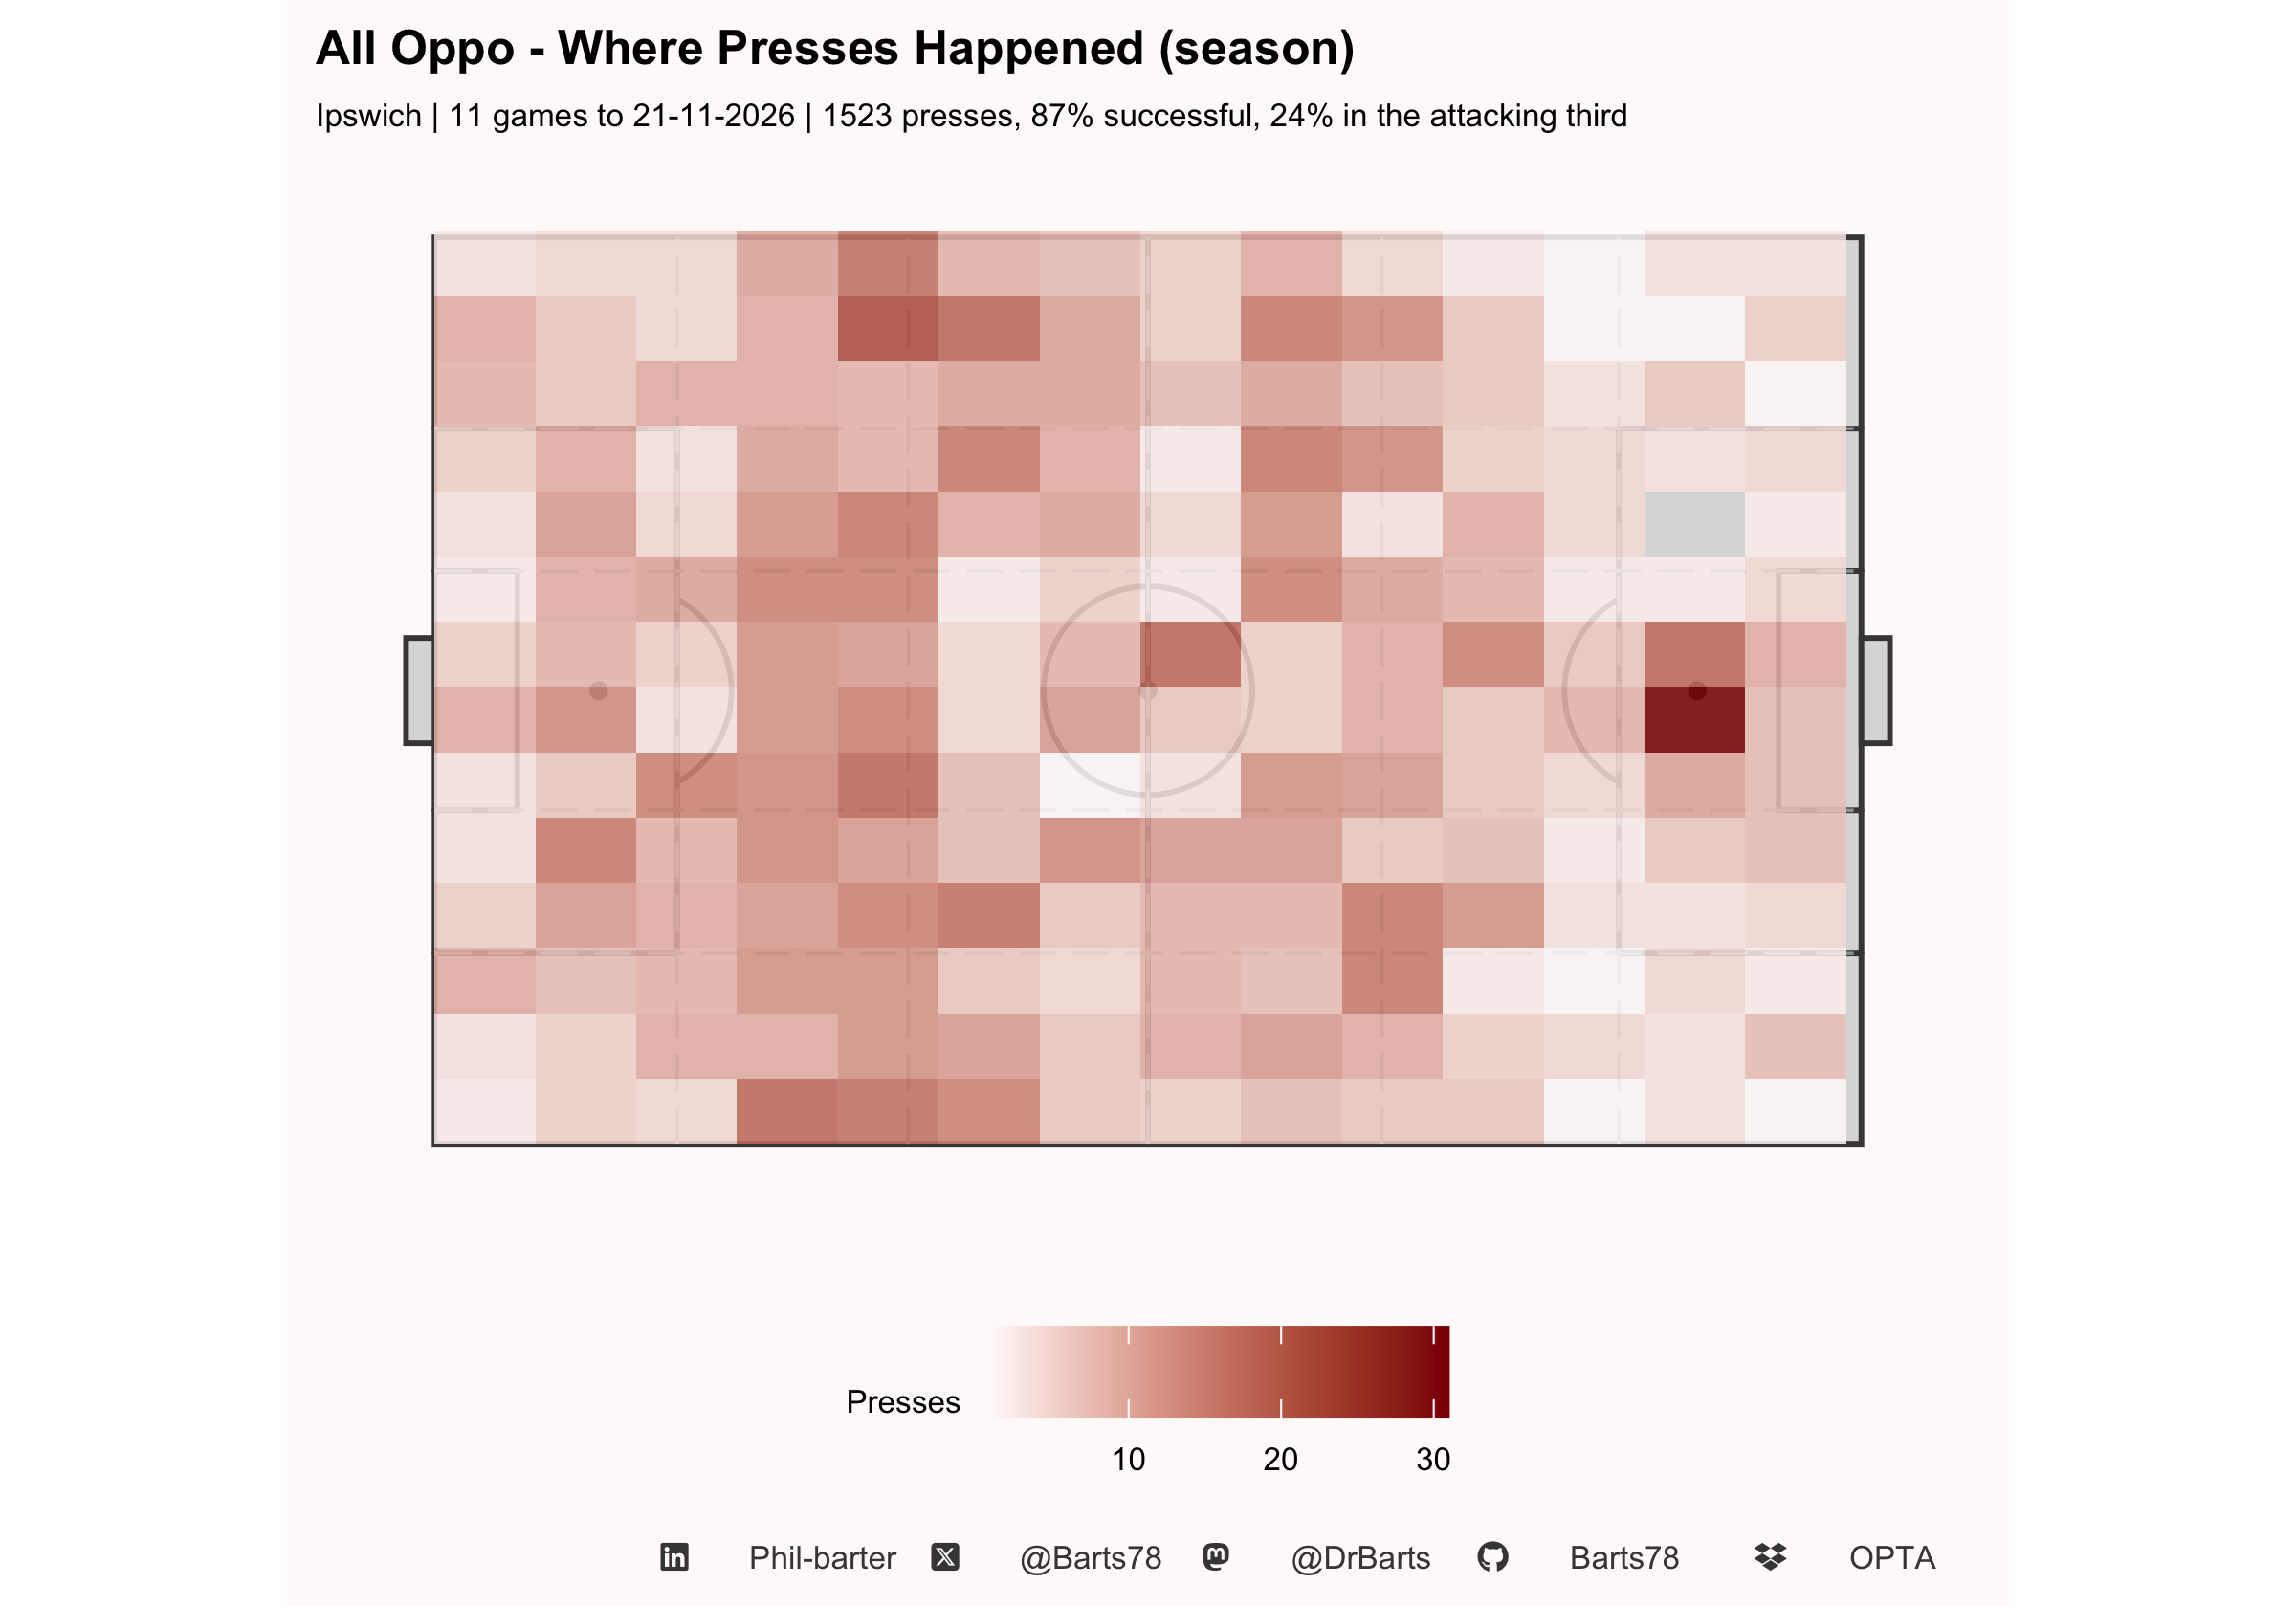 All Oppo - Where Presses Happened (season)
Ipswich | 11 games to 21-11-2026 | 1523 presses, 87% successful, 24% in the attacking third
Presses
10 20 30
Phil-barter @Barts78 @DrBarts Barts78 OPTA